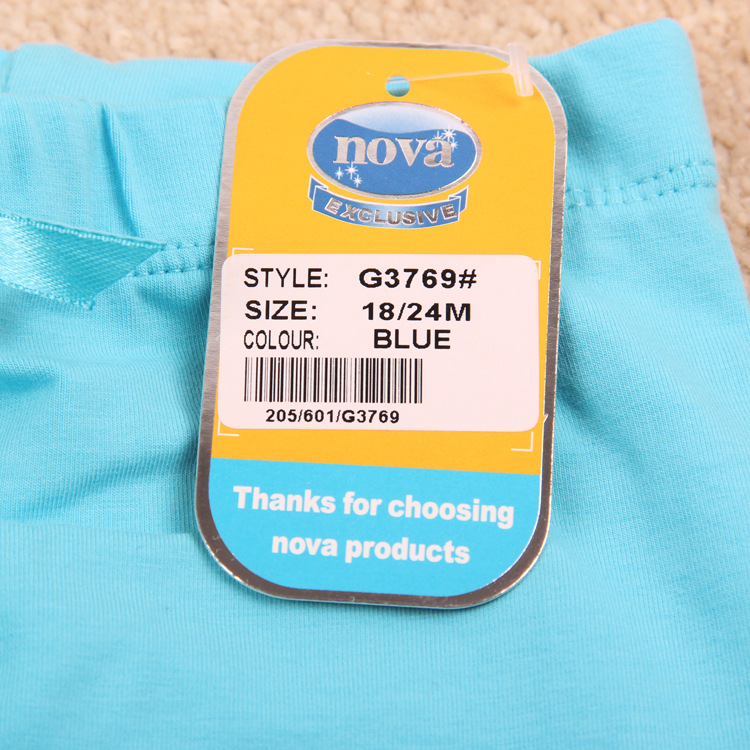 nova
EXCLUSIVE
STYLE: G3769#
SIZE: 18/24M
COLOUR: BLUE
205/601/G3769
Thanks for choosing
nova products